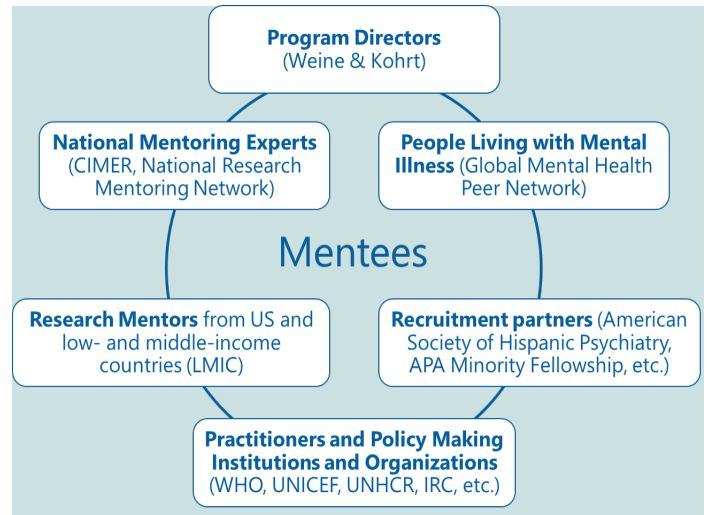 Program Directors
(Weine & Kohrt)
National Mentoring Experts
(CIMER, National Research
Mentoring Network)
People Living with Mental
Illness (Global Mental Health
Peer Network)
Mentees
Research Mentors from US and
low- and middle-income
countries (LMIC)
Recruitment partners (American
Society of Hispanic Psychiatry,
APA Minority Fellowship, etc.)
Practitioners and Policy Making
Institutions and Organizations
(WHO, UNICEF, UNHCR, IRC, etc.)